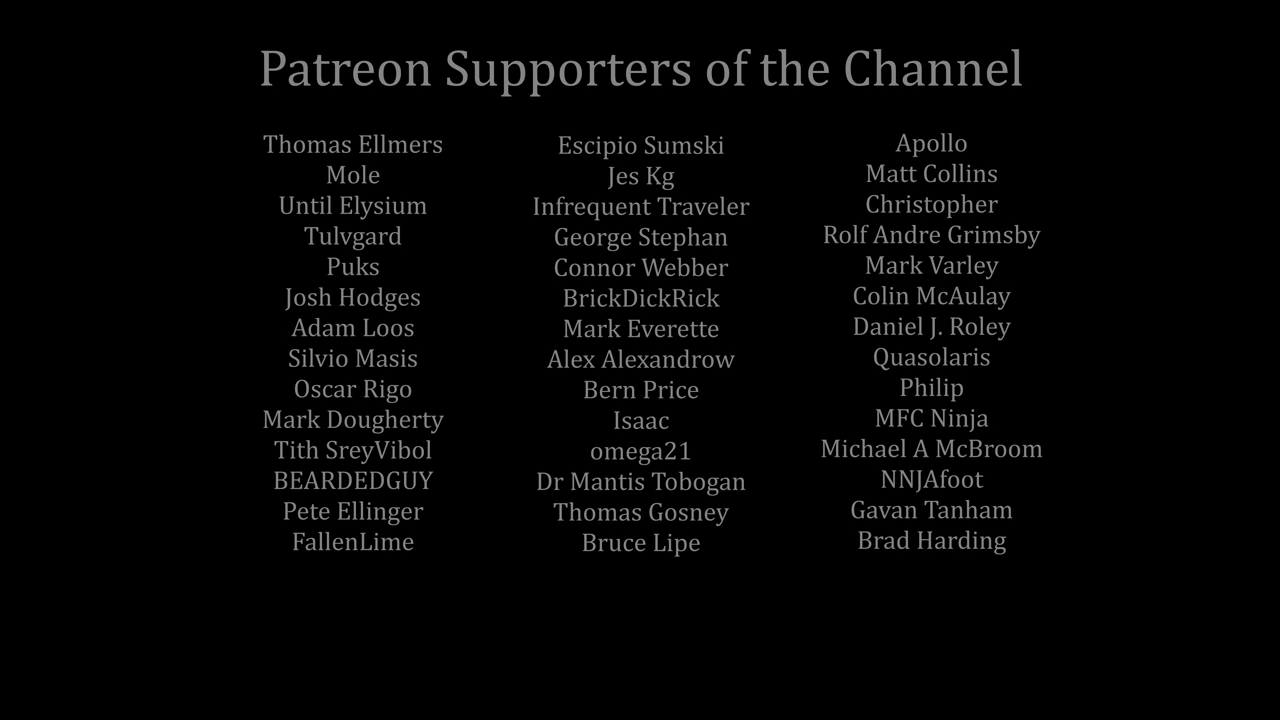 Patreon Supporters of the Channel
Thomas Ellmers
Mole
Until Elysium
Tulvgard
Puks
Josh Hodges
Adam Loos
Silvio Masis
Oscar Rigo
Mark Dougherty
Tith SreyVibol
BEARDEDGUY
Pete Ellinger
FallenLime
Escipio Sumski
Jes Kg
Infrequent Traveler
George Stephan
Connor Webber
BrickDickRick
Mark Everette
Alex Alexandrow
Bern Price
Isaac
omega21
Dr Mantis Tobogan
Thomas Gosney
Bruce Lipe
Apollo
Matt Collins
Christopher
Rolf Andre Grimsby
Mark Varley
Colin McAulay
Daniel J. Roley
Quasolaris
Philip
MFC Ninja
Michael A McBroom
NNJAfoot
Gavan Tanham
Brad Harding